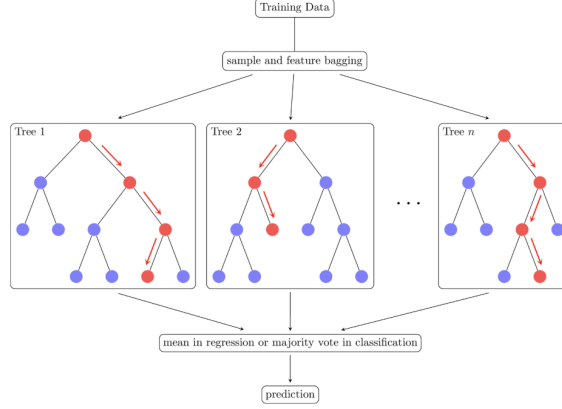 Training Data
sample and feature bagging
Tree 1
Tree 2
Tree n
mean in regression or majority vote in classification
prediction